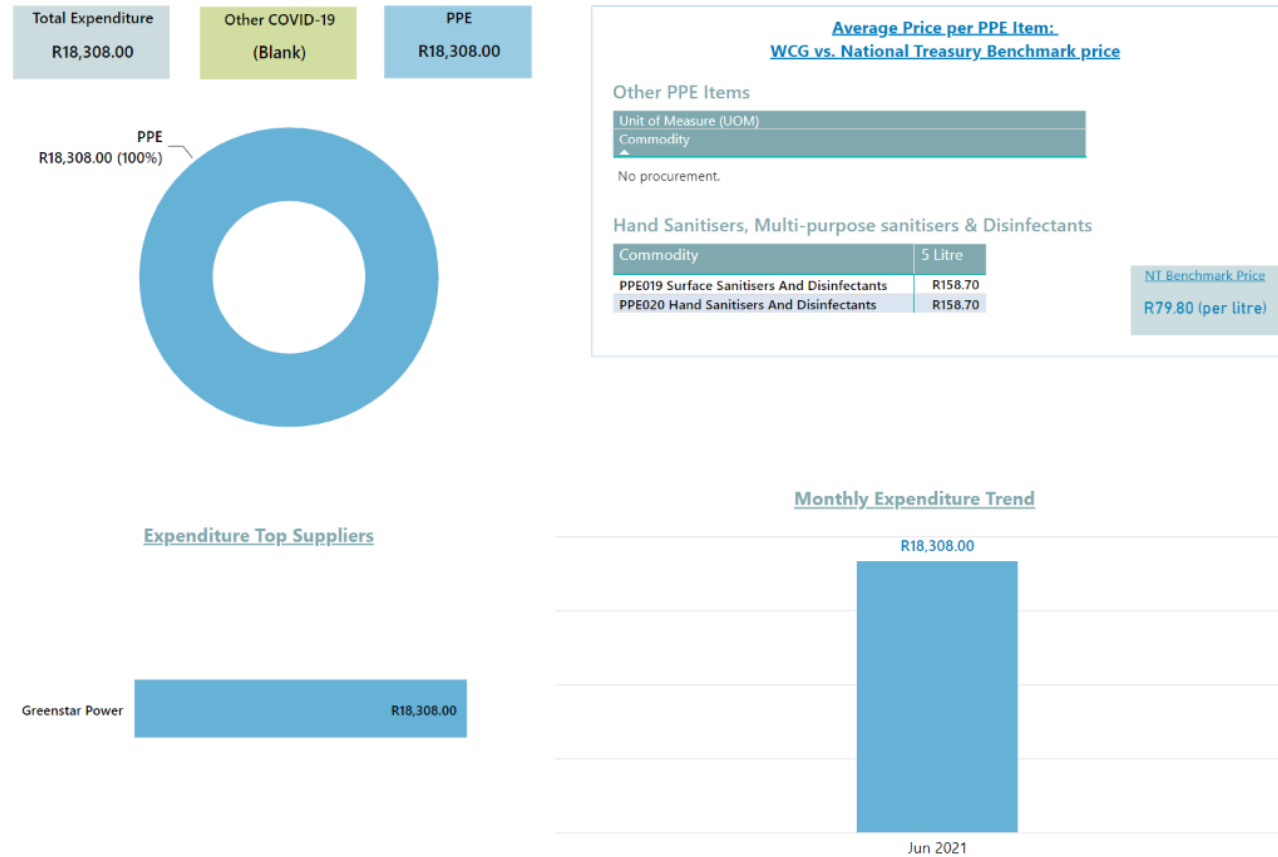 Total Expenditure
R18,308.00
Other COVID-19
(Blank)
PPE
R18,308.00
PPE
R18,308.00 (100%)
Average Price per PPE Item:
WCG vs. National Treasury Benchmark price
Other PPE Items
Unit of Measure (UOM)
Commodity
No procurement.
Hand Sanitisers, Multi-purpose sanitisers & Disinfectants
Commodity 5 Litre
PPE019 Surface Sanitisers And Disinfectants R158.70
PPE020 Hand Sanitisers And Disinfectants R158.70
NT Benchmark Price
R79.80 (per litre)
Expenditure Top Suppliers
Greenstar Power R18,308.00
Monthly Expenditure Trend
R18,308.00
Jun 2021